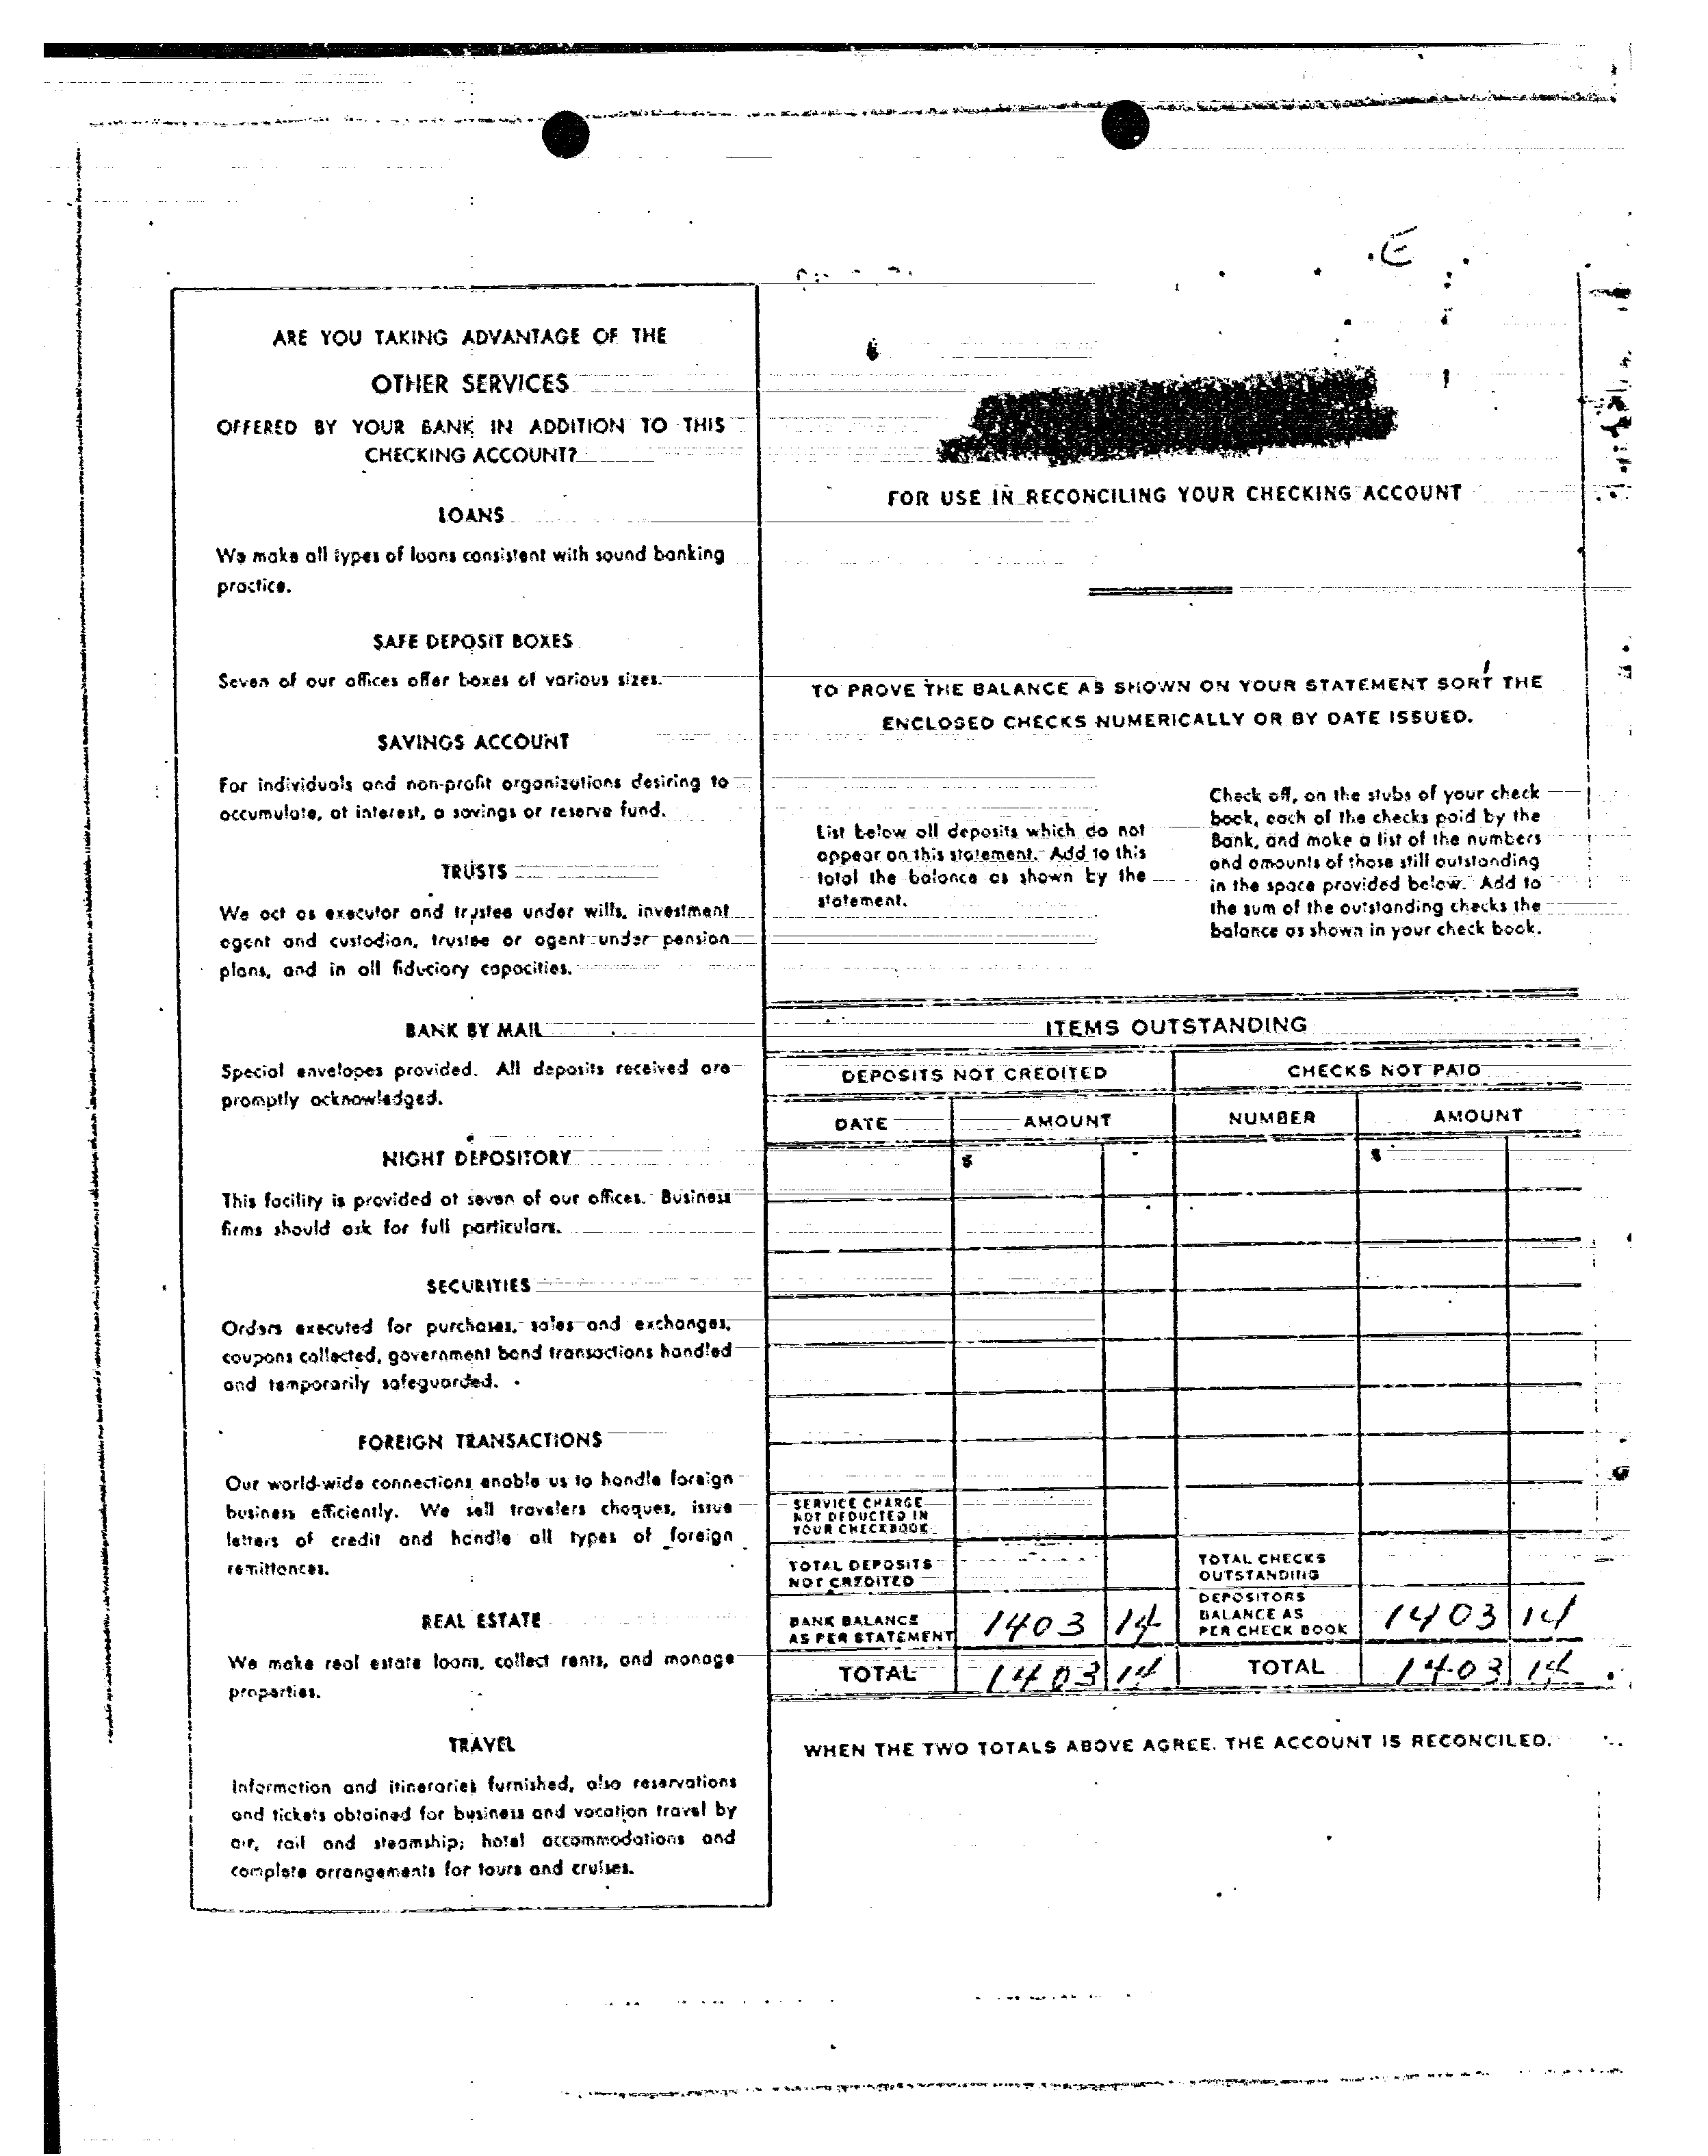 ARE YOU TAKING ADVANTAGE OF THE
OTHER SERVICES
OFFERED BY YOUR BANK IN ADDITION TO THIS
CHECKING ACCOUNT?
LOANS
We make all types of loans consistent with sound banking
practice.
SAFE DEPOSIT BOXES
Seven of our offices offer boxes of various sizes.
SAVINGS ACCOUNT
For individuals and non-profit organizations desiring to
accumulate, at interest, a savings or reserve fund.
TRUSTS
We act as executor and trustee under wills, investment
agent and custodian, trustee or agent under pension
plans, and in all fiduciary capacities.
BANK BY MAIL
Special envelopes provided. All deposits received are
promptly acknowledged.
NIGHT DEPOSITORY
This facility is provided at seven of our offices. Business
firms should ask for full particulars.
SECURITIES
Orders executed for purchases, sales and exchanges,
coupons collected, government bond transactions handled
and temporarily safeguarded.
FOREIGN TRANSACTIONS
Our world-wide connections enable us to handle foreign
business efficiently. We sell travelers cheques, issue
letters of credit and handle all types of foreign
remittances.
REAL ESTATE
We make real estate loans, collect rents, and manage
properties.
TRAVEL
Information and itineraries furnished, also reservations
and tickets obtained for business and vacation travel by
air, rail and steamship; hotel accommodations and
complete arrangements for tours and cruises.
E
FOR USE IN RECONCILING YOUR CHECKING ACCOUNT
TO PROVE THE BALANCE AS SHOWN ON YOUR STATEMENT SORT THE
ENCLOSED CHECKS NUMERICALLY OR BY DATE ISSUED.
List below all deposits which do not
appear on this statement. Add to this
total the balance as shown by the
statement.
Check off, on the stubs of your check
book, each of the checks paid by the
Bank, and make a list of the numbers
and amounts of those still outstanding
in the space provided below. Add to
the sum of the outstanding checks the
balance as shown in your check book.
ITEMS OUTSTANDING
DEPOSITS NOT CREDITED CHECKS NOT PAID
DATE AMOUNT NUMBER AMOUNT
$ $
SERVICE CHARGE
NOT DEDUCTED IN
YOUR CHECKBOOK
TOTAL DEPOSITS
NOT CREDITED
TOTAL CHECKS
OUTSTANDING
BANK BALANCE
AS PER STATEMENT 1403 14
DEPOSITORS
BALANCE AS
PER CHECK BOOK 1403 14
TOTAL 1403 14 TOTAL 1403 14
WHEN THE TWO TOTALS ABOVE AGREE, THE ACCOUNT IS RECONCILED.